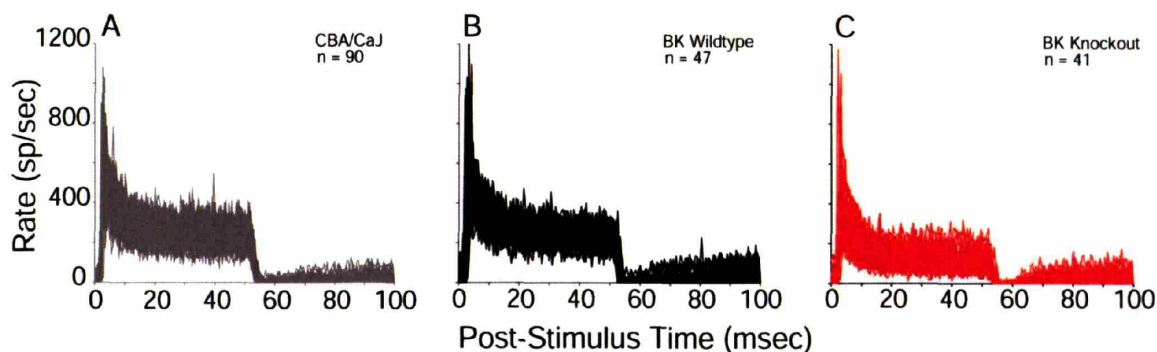 A
CBA/CaJ
n = 90
B
BK Wildtype
n = 47
C
BK Knockout
n = 41
Rate (sp/sec)
1200
800
400
0
0 20 40 60 80 100
0 20 40 60 80 100
0 20 40 60 80 100
Post-Stimulus Time (msec)